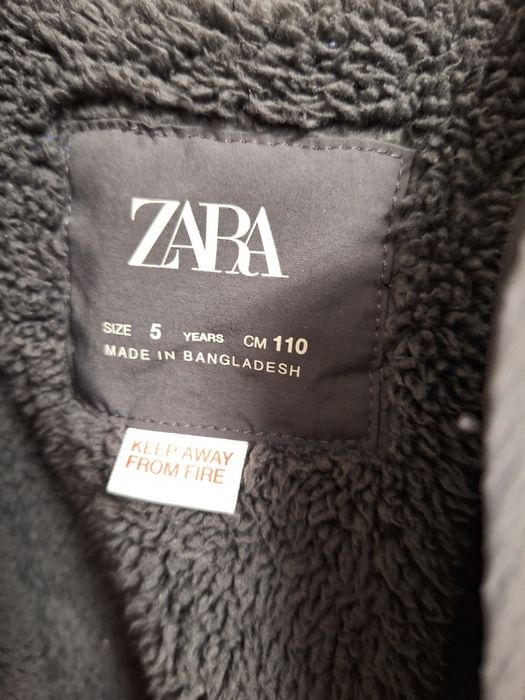 ZARA
SIZE 5 YEARS CM 110
MADE IN BANGLADESH
KEEP AWAY
FROM FIRE